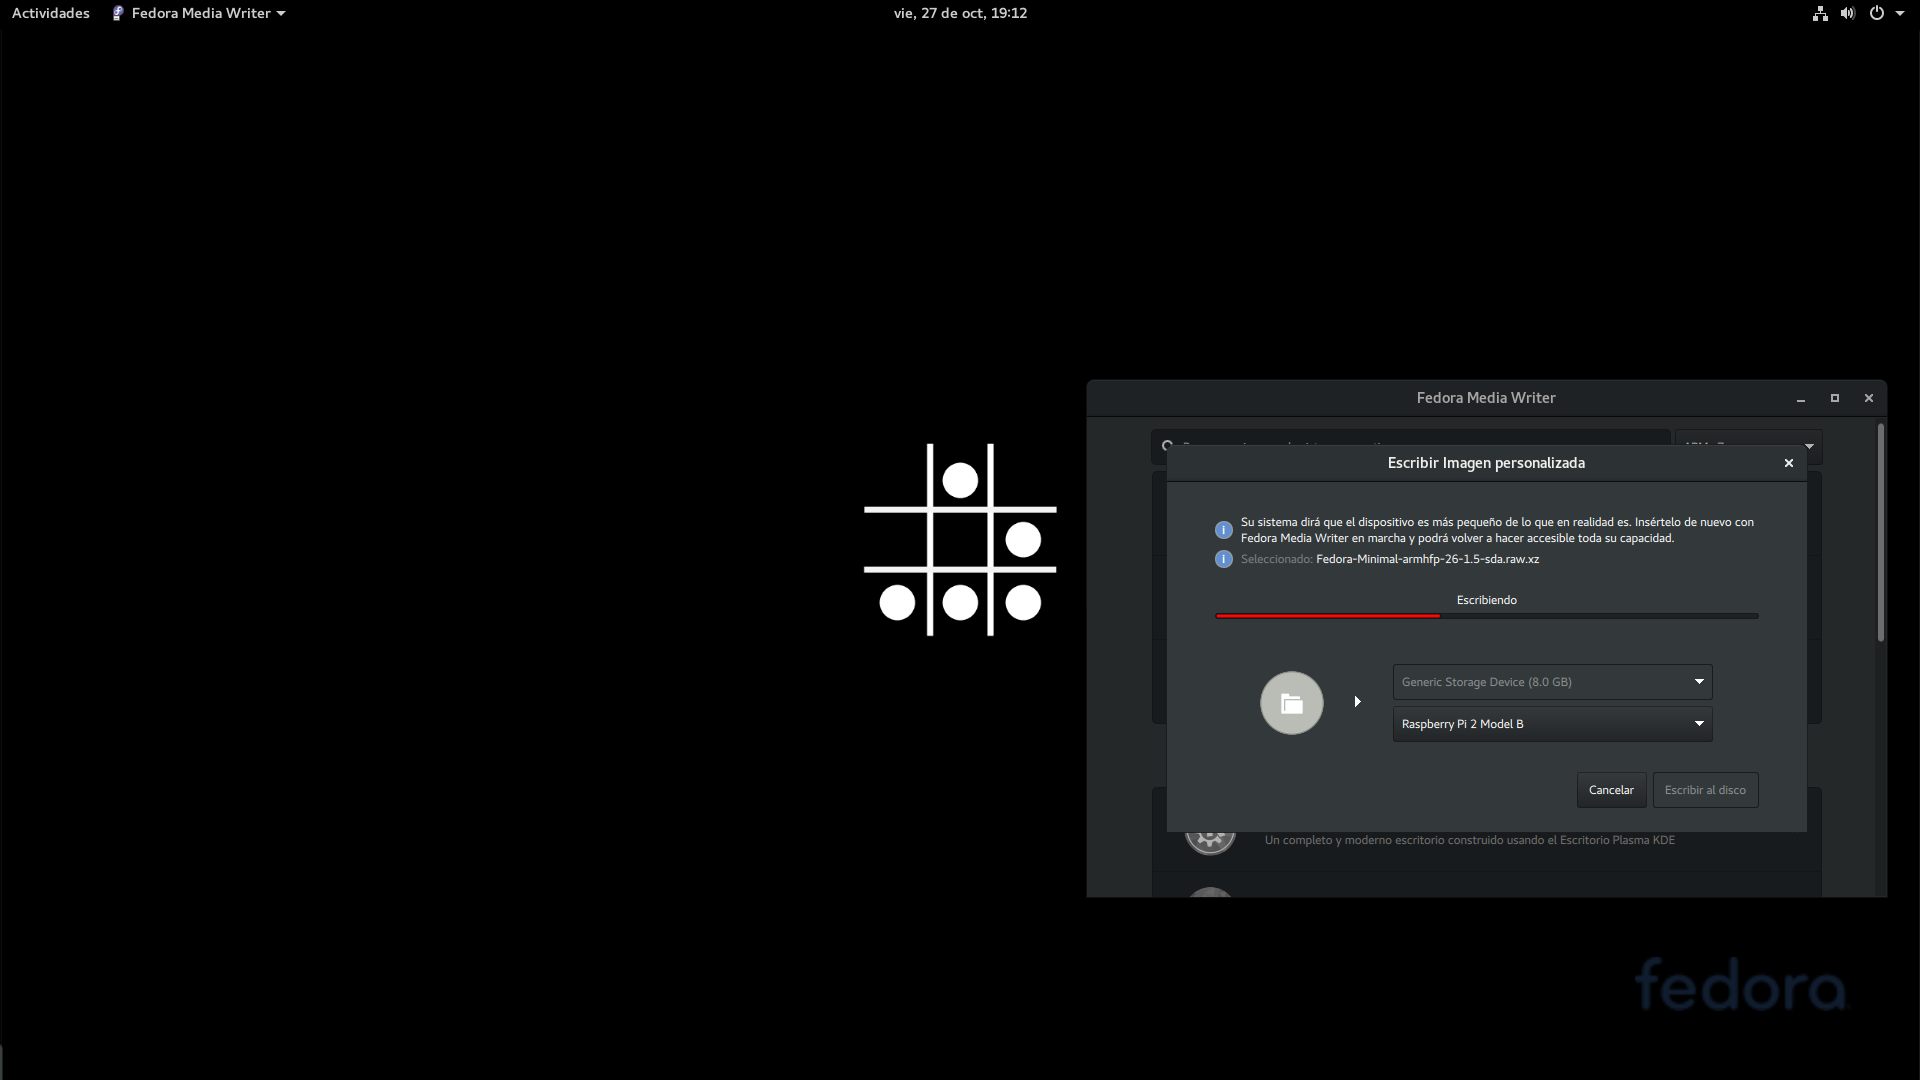 Actividades
Fedora Media Writer
vie, 27 de oct, 19:12
Fedora Media Writer
Escribir Imagen personalizada
Su sistema dirá que el dispositivo es más pequeño de lo que en realidad es. Insértelo de nuevo con
Fedora Media Writer en marcha y podrá volver a hacer accesible toda su capacidad.
Seleccionado: Fedora-Minimal-armhfp-26-1.5-sda.raw.xz
Escribiendo
Generic Storage Device (8.0 GB)
Raspberry Pi 2 Model B
Cancelar
Escribir al disco
Un completo y moderno escritorio construido usando el Escritorio Plasma KDE
fedora